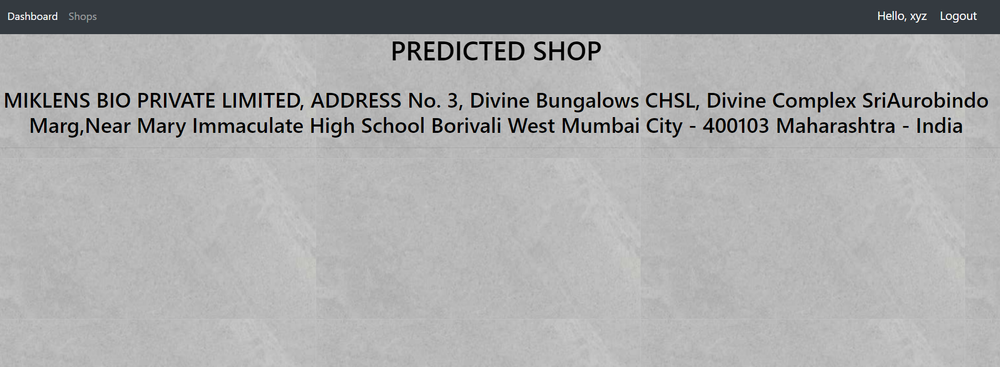 Dashboard Shops Hello, xyz Logout
PREDICTED SHOP
MIKLENS BIO PRIVATE LIMITED, ADDRESS No. 3, Divine Bungalows CHSL, Divine Complex SriAurobindo
Marg,Near Mary Immaculate High School Borivali West Mumbai City - 400103 Maharashtra - India